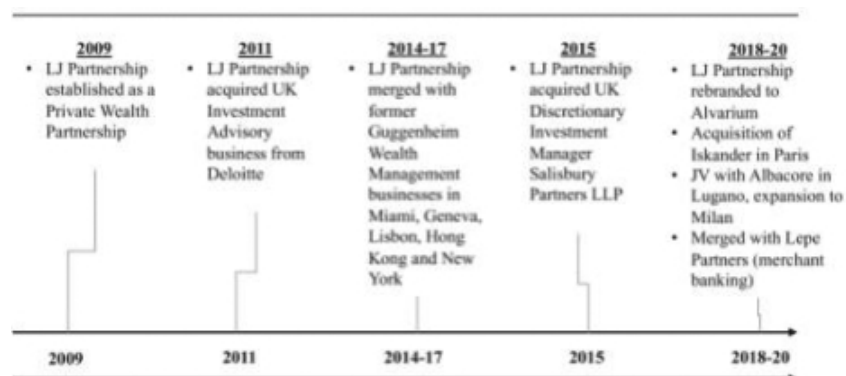 2009
• LJ Partnership
established as a
Private Wealth
Partnership
2011
• LJ Partnership
acquired UK
Investment
Advisory
business from
Deloitte
2014-17
• LJ Partnership
merged with
former
Guggenheim
Wealth
Management
businesses in
Miami, Geneva,
Lisbon, Hong
Kong and New
York
2015
• LJ Partnership
acquired UK
Discretionary
Investment
Manager
Salisbury
Partners LLP
2018-20
• LJ Partnership
rebranded to
Alvarium
• Acquisition of
Iskander in Paris
• JV with Albacore in
Lugano, expansion to
Milan
• Merged with Lepe
Partners (merchant
banking)
2009
2011
2014-17
2015
2018-20